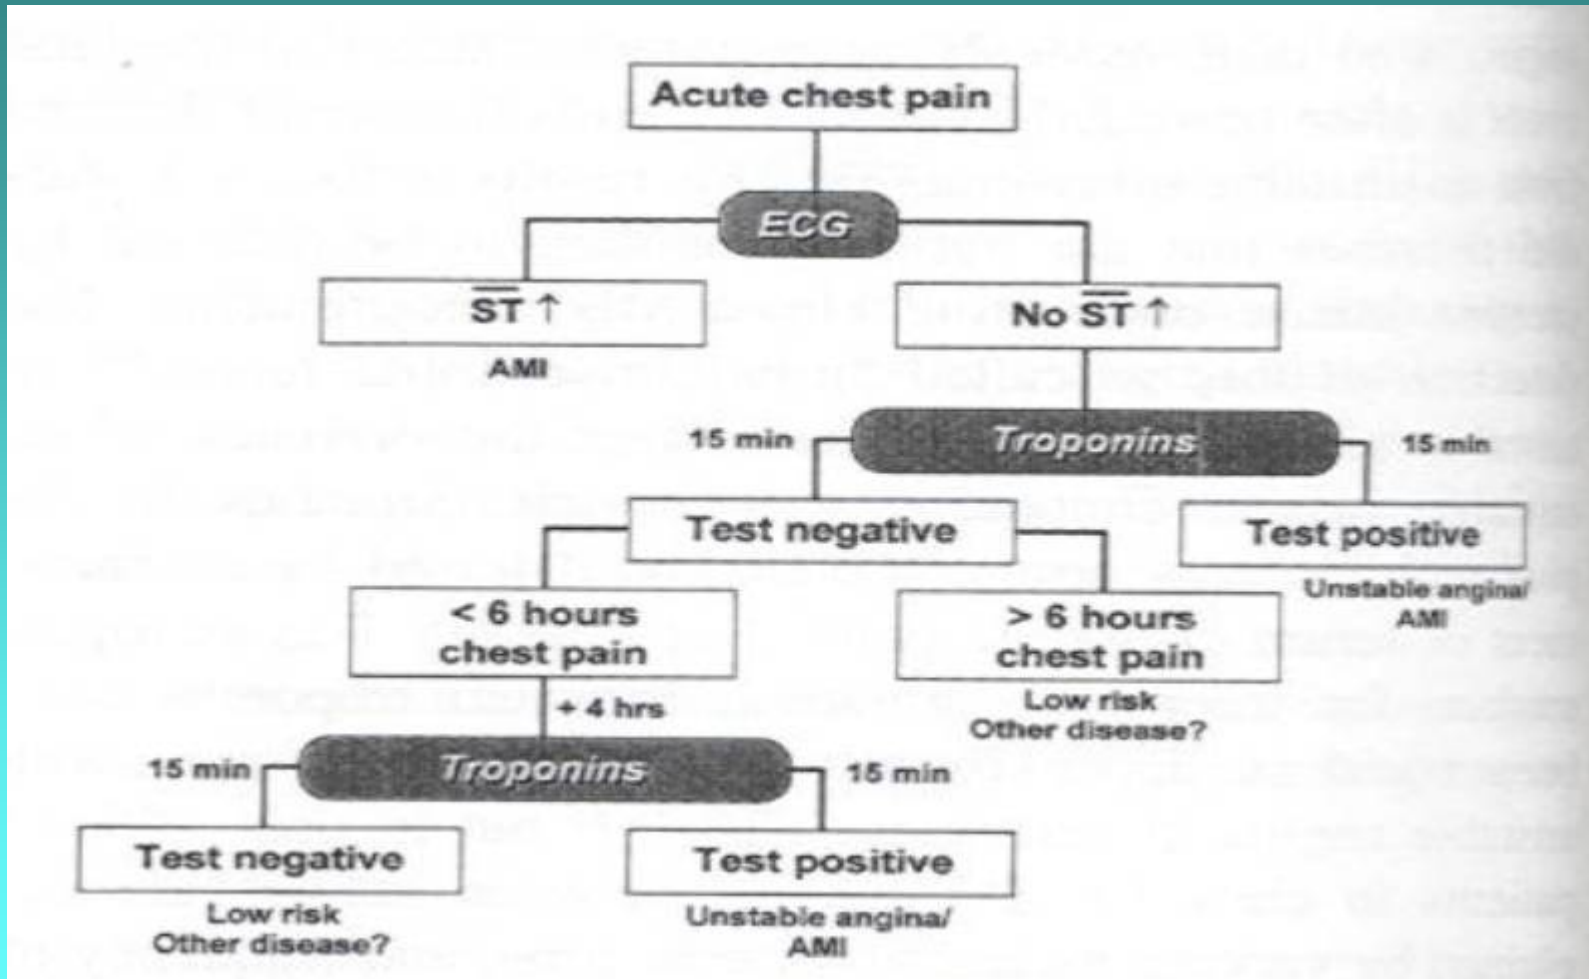 Acute chest pain
ECG
S̅T̅ ↑
AMI
No S̅T̅ ↑
15 min
Troponins
15 min
Test negative
Test positive
Unstable angina/
AMI
< 6 hours
chest pain
> 6 hours
chest pain
Low risk
Other disease?
+ 4 hrs
15 min
Troponins
15 min
Test negative
Low risk
Other disease?
Test positive
Unstable angina/
AMI